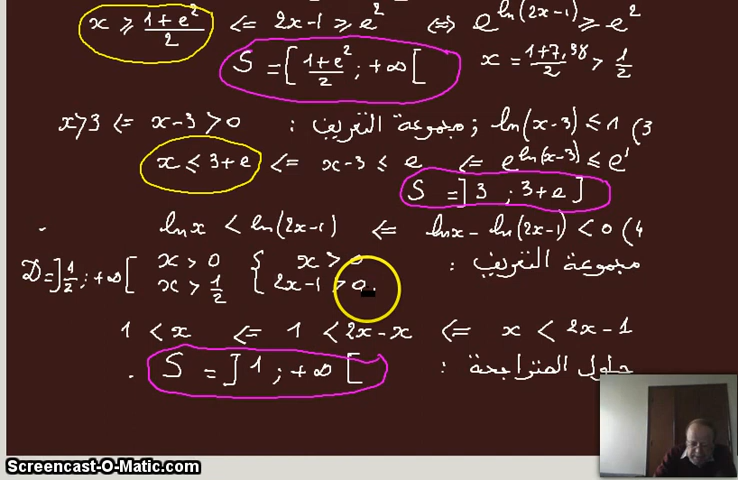 x ≥ (1+e²)/2 ⇐ 2x-1 ≥ e² ⇔ e^ln(2x-1) ≥ e²
S = [ (1+e²)/2 ; +∞ [ x = (1+7,38)/2 > 1/2
x>3 ⇐ x-3 > 0 : مجموعة التعريف ; ln(x-3) ≤ 1 (3
x ≤ 3+e ⇐ x-3 ≤ e ⇐ e^ln(x-3) ≤ e¹
S = ]3 ; 3+e]
lnx < ln(2x-1) ⇐ lnx - ln(2x-1) < 0 (4
D = ]1/2 ; +∞[ x > 0 { x > 0 : مجموعة التعريف
x > 1/2 { 2x-1 > 0.
1 < x ⇐ 1 < 2x-x ⇐ x < 2x-1
. S = ]1 ; +∞[ : حلول المتراجحة
Screencast-O-Matic.com